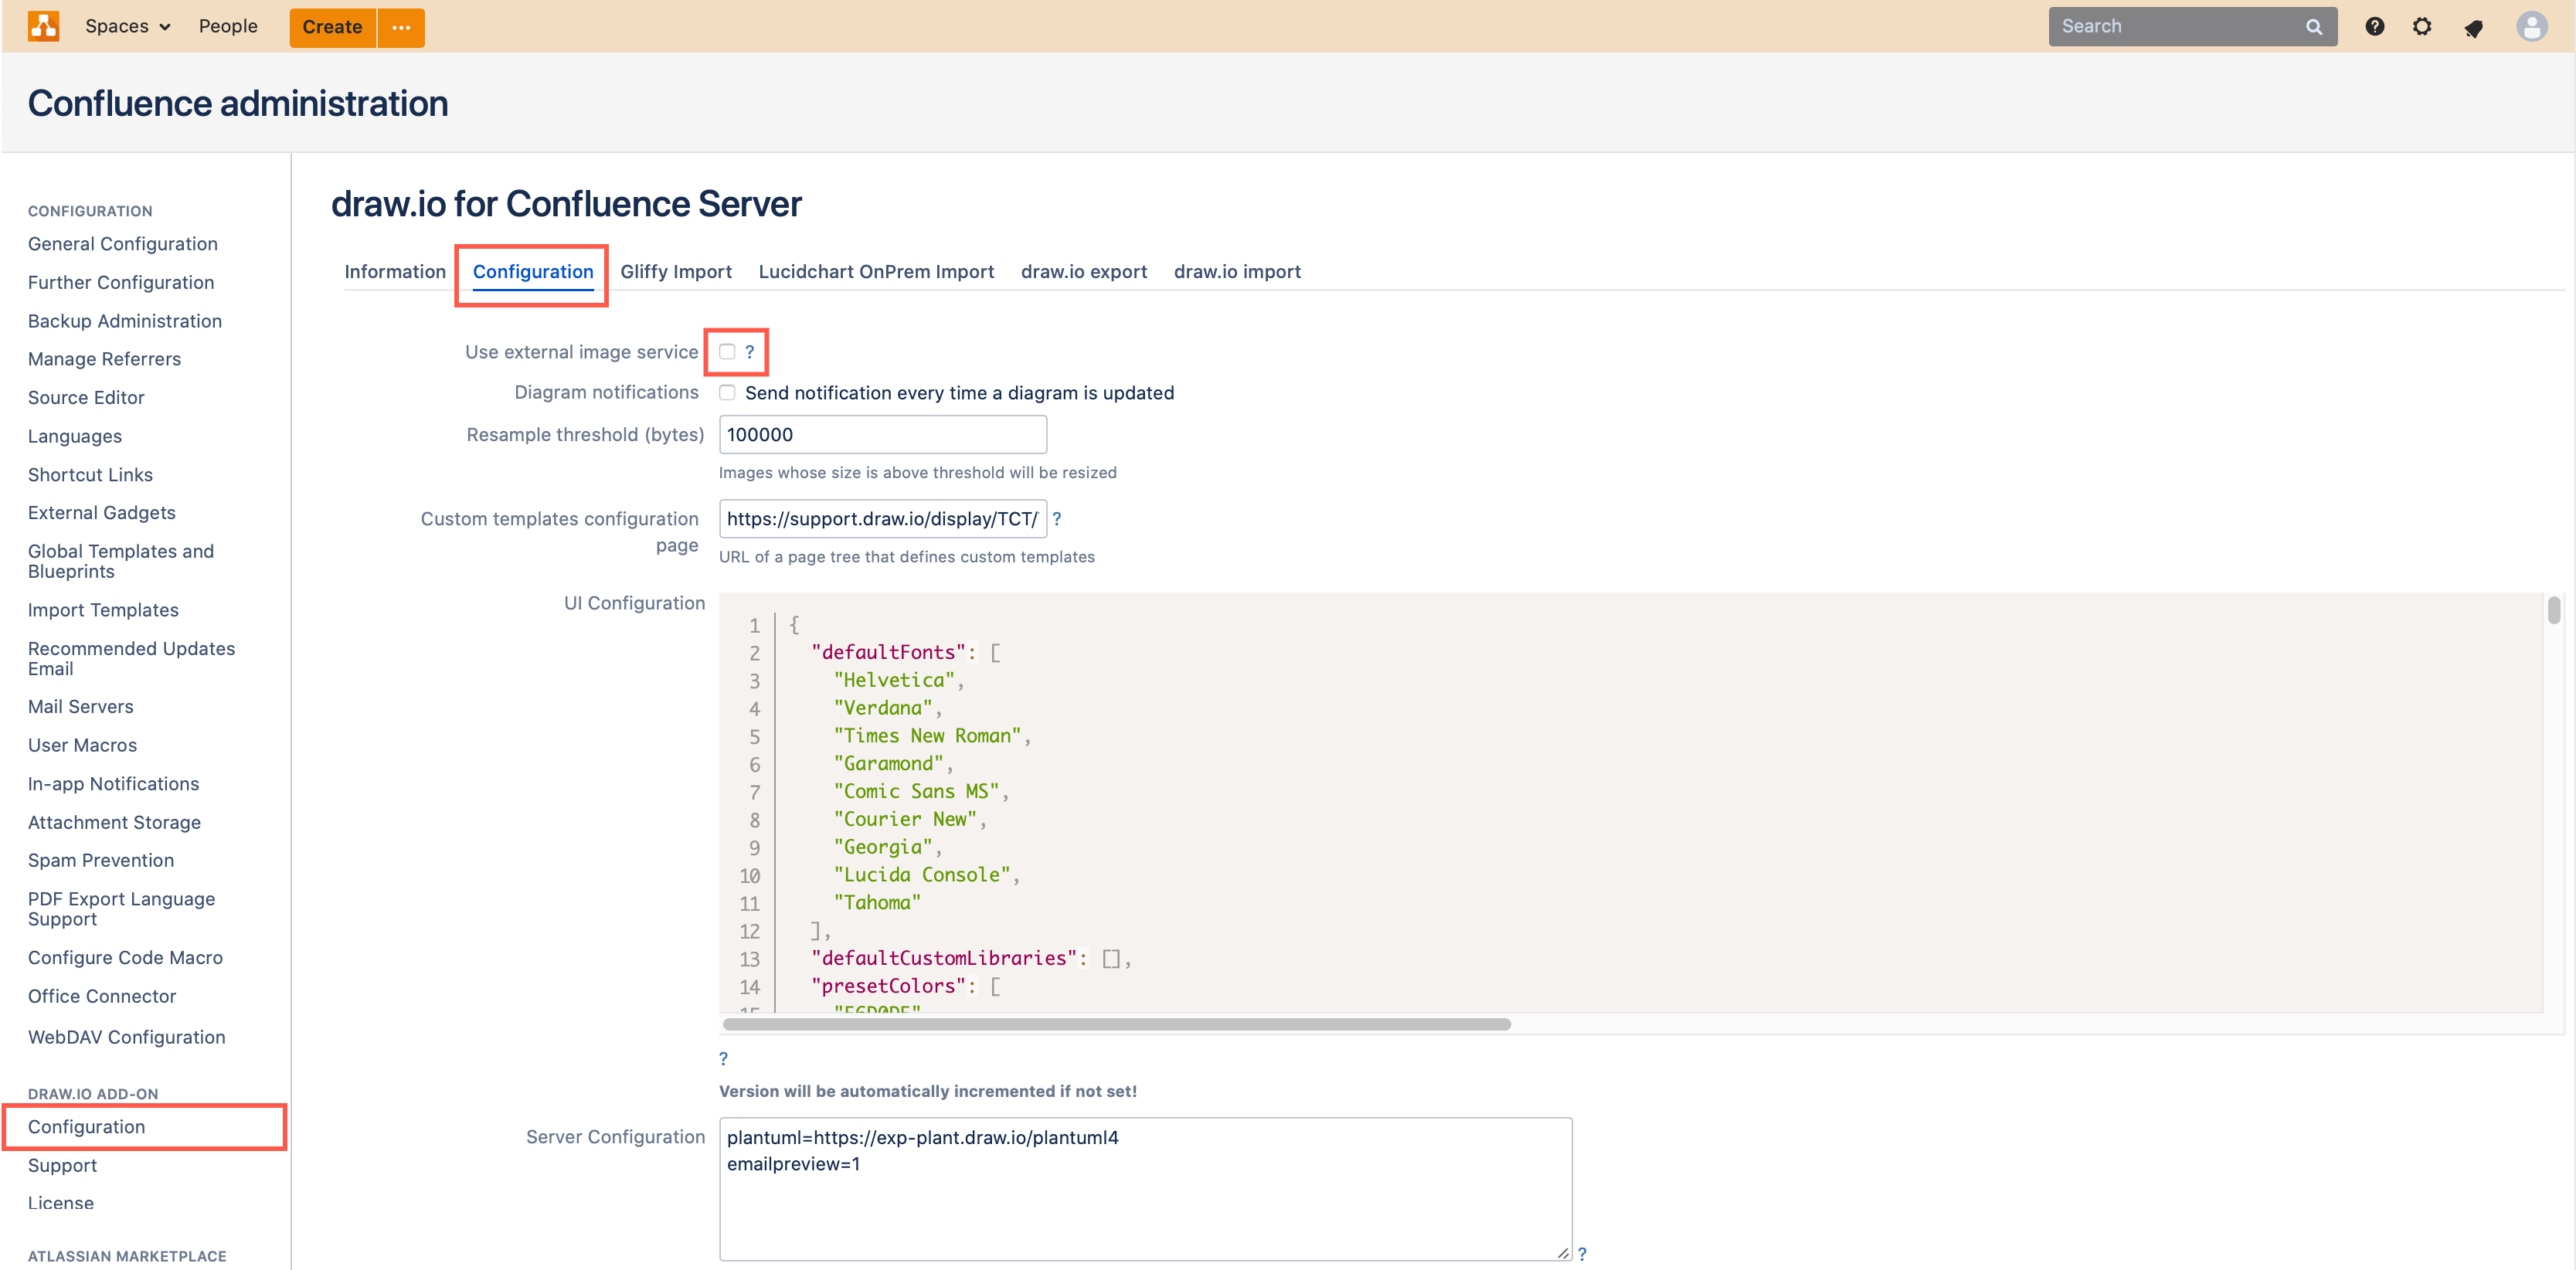 Spaces People Create ... Search
Confluence administration
CONFIGURATION
General Configuration
Further Configuration
Backup Administration
Manage Referrers
Source Editor
Languages
Shortcut Links
External Gadgets
Global Templates and
Blueprints
Import Templates
Recommended Updates
Email
Mail Servers
User Macros
In-app Notifications
Attachment Storage
Spam Prevention
PDF Export Language
Support
Configure Code Macro
Office Connector
WebDAV Configuration
DRAW.IO ADD-ON
Configuration
Support
License
ATLASSIAN MARKETPLACE
draw.io for Confluence Server
Information Configuration Gliffy Import Lucidchart OnPrem Import draw.io export draw.io import
Use external image service ?
Diagram notifications Send notification every time a diagram is updated
Resample threshold (bytes) 100000
Images whose size is above threshold will be resized
Custom templates configuration https://support.draw.io/display/TCT/ ?
page
URL of a page tree that defines custom templates
UI Configuration
1 {
2 "defaultFonts": [
3 "Helvetica",
4 "Verdana",
5 "Times New Roman",
6 "Garamond",
7 "Comic Sans MS",
8 "Courier New",
9 "Georgia",
10 "Lucida Console",
11 "Tahoma"
12 ],
13 "defaultCustomLibraries": [],
14 "presetColors": [
?
Version will be automatically incremented if not set!
Server Configuration plantuml=https://exp-plant.draw.io/plantuml4
emailpreview=1
?